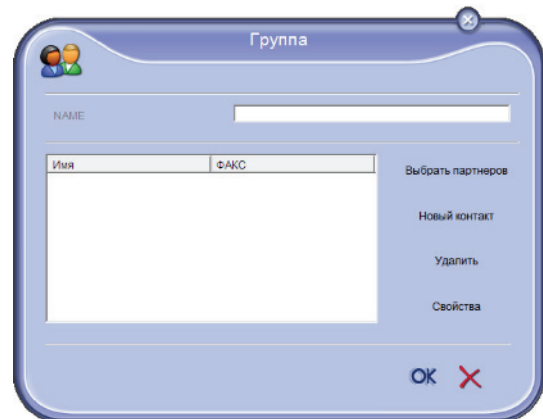 Группа
NAME
Имя ФАКС
Выбрать партнеров
Новый контакт
Удалить
Свойства
OK